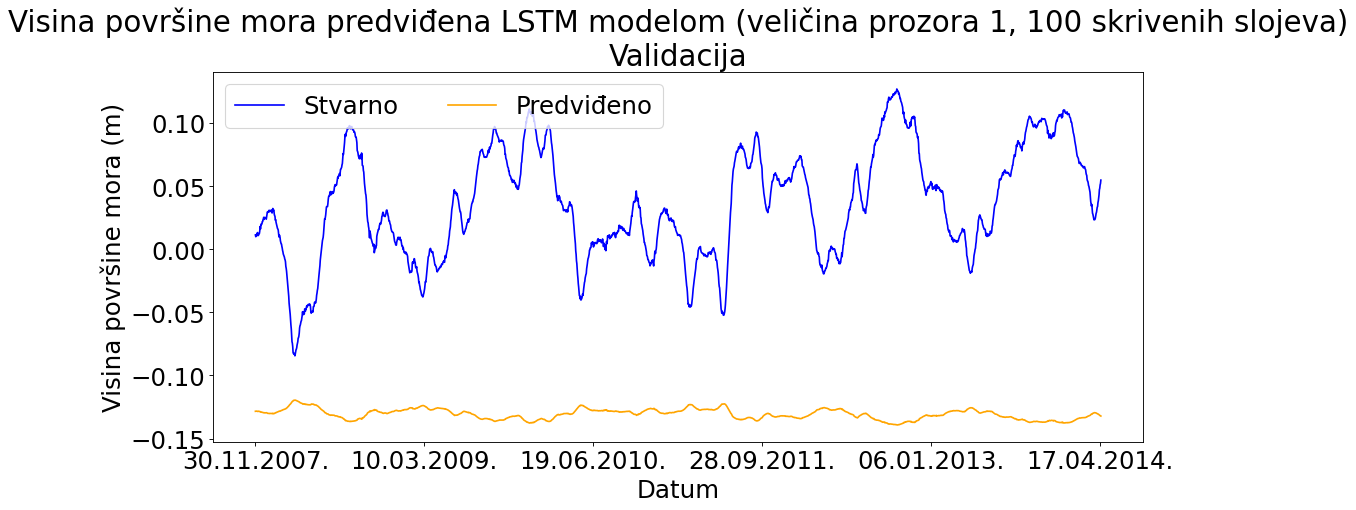 Visina površine mora predviđena LSTM modelom (veličina prozora 1, 100 skrivenih slojeva)
Validacija
Stvarno
Predviđeno
Visina površine mora (m)
0.10
0.05
0.00
−0.05
−0.10
−0.15
30.11.2007.
10.03.2009.
19.06.2010.
28.09.2011.
06.01.2013.
17.04.2014.
Datum